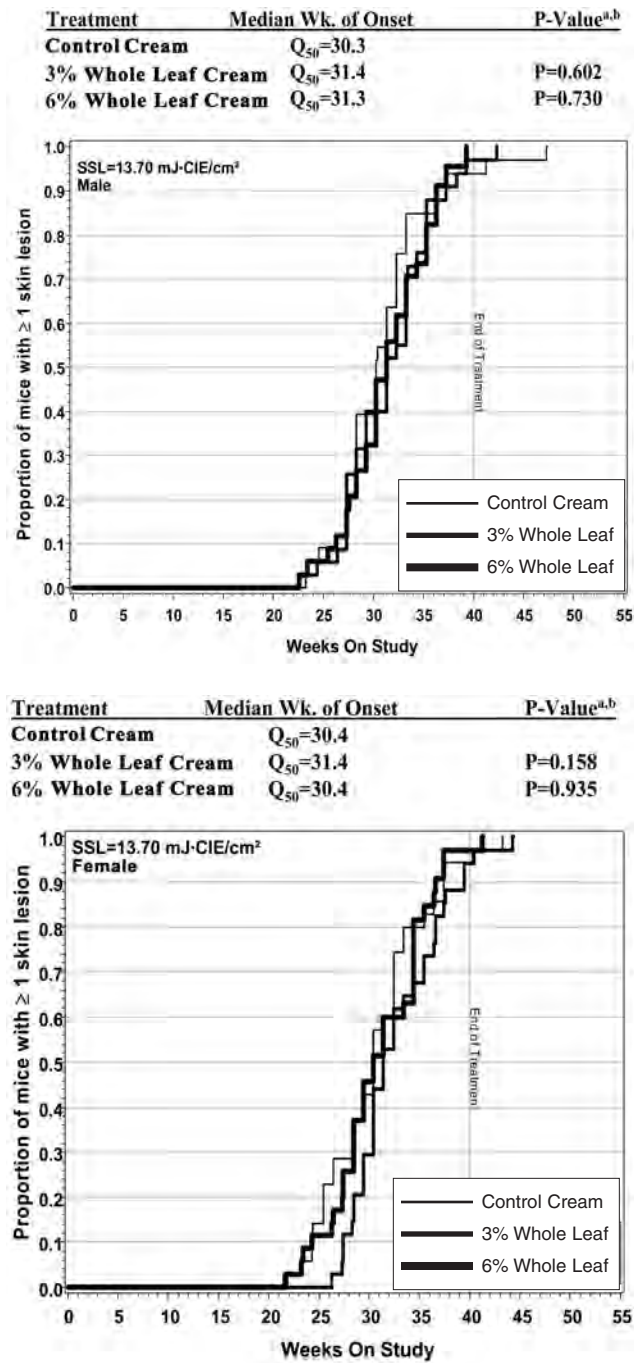 Treatment Median Wk. of Onset P-Valueᵃ,ᵇ
Control Cream Q₅₀=30.3
3% Whole Leaf Cream Q₅₀=31.4 P=0.602
6% Whole Leaf Cream Q₅₀=31.3 P=0.730
SSL=13.70 mJ·CIE/cm²
Male
Proportion of mice with ≥ 1 skin lesion
1.0
0.9
0.8
0.7
0.6
0.5
0.4
0.3
0.2
0.1
0.0
End of Treatment
Control Cream
3% Whole Leaf
6% Whole Leaf
0 5 10 15 20 25 30 35 40 45 50 55
Weeks On Study
Treatment Median Wk. of Onset P-Valueᵃ,ᵇ
Control Cream Q₅₀=30.4
3% Whole Leaf Cream Q₅₀=31.4 P=0.158
6% Whole Leaf Cream Q₅₀=30.4 P=0.935
SSL=13.70 mJ·CIE/cm²
Female
Proportion of mice with ≥ 1 skin lesion
1.0
0.9
0.8
0.7
0.6
0.5
0.4
0.3
0.2
0.1
0.0
End of Treatment
Control Cream
3% Whole Leaf
6% Whole Leaf
0 5 10 15 20 25 30 35 40 45 50 55
Weeks On Study